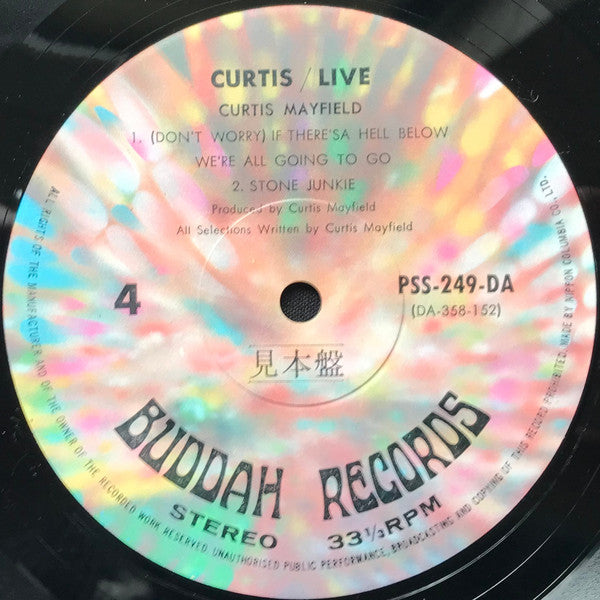 CURTIS / LIVE
CURTIS MAYFIELD
1. (DON'T WORRY) IF THERE'SA HELL BELOW
WE'RE ALL GOING TO GO
2. STONE JUNKIE
Produced by Curtis Mayfield
All Selections Written by Curtis Mayfield
4
PSS-249-DA
(DA-358-152)
見本盤
BUDDAH RECORDS
STEREO
33⅓RPM
ALL RIGHTS OF THE MANUFACTURER AND OF THE OWNER OF THE RECORDED WORK RESERVED. UNAUTHORISED PUBLIC PERFORMANCE, BROADCASTING AND COPYING OF THIS RECORD PROHIBITED. MADE BY NIPPON COLUMBIA CO., LTD.